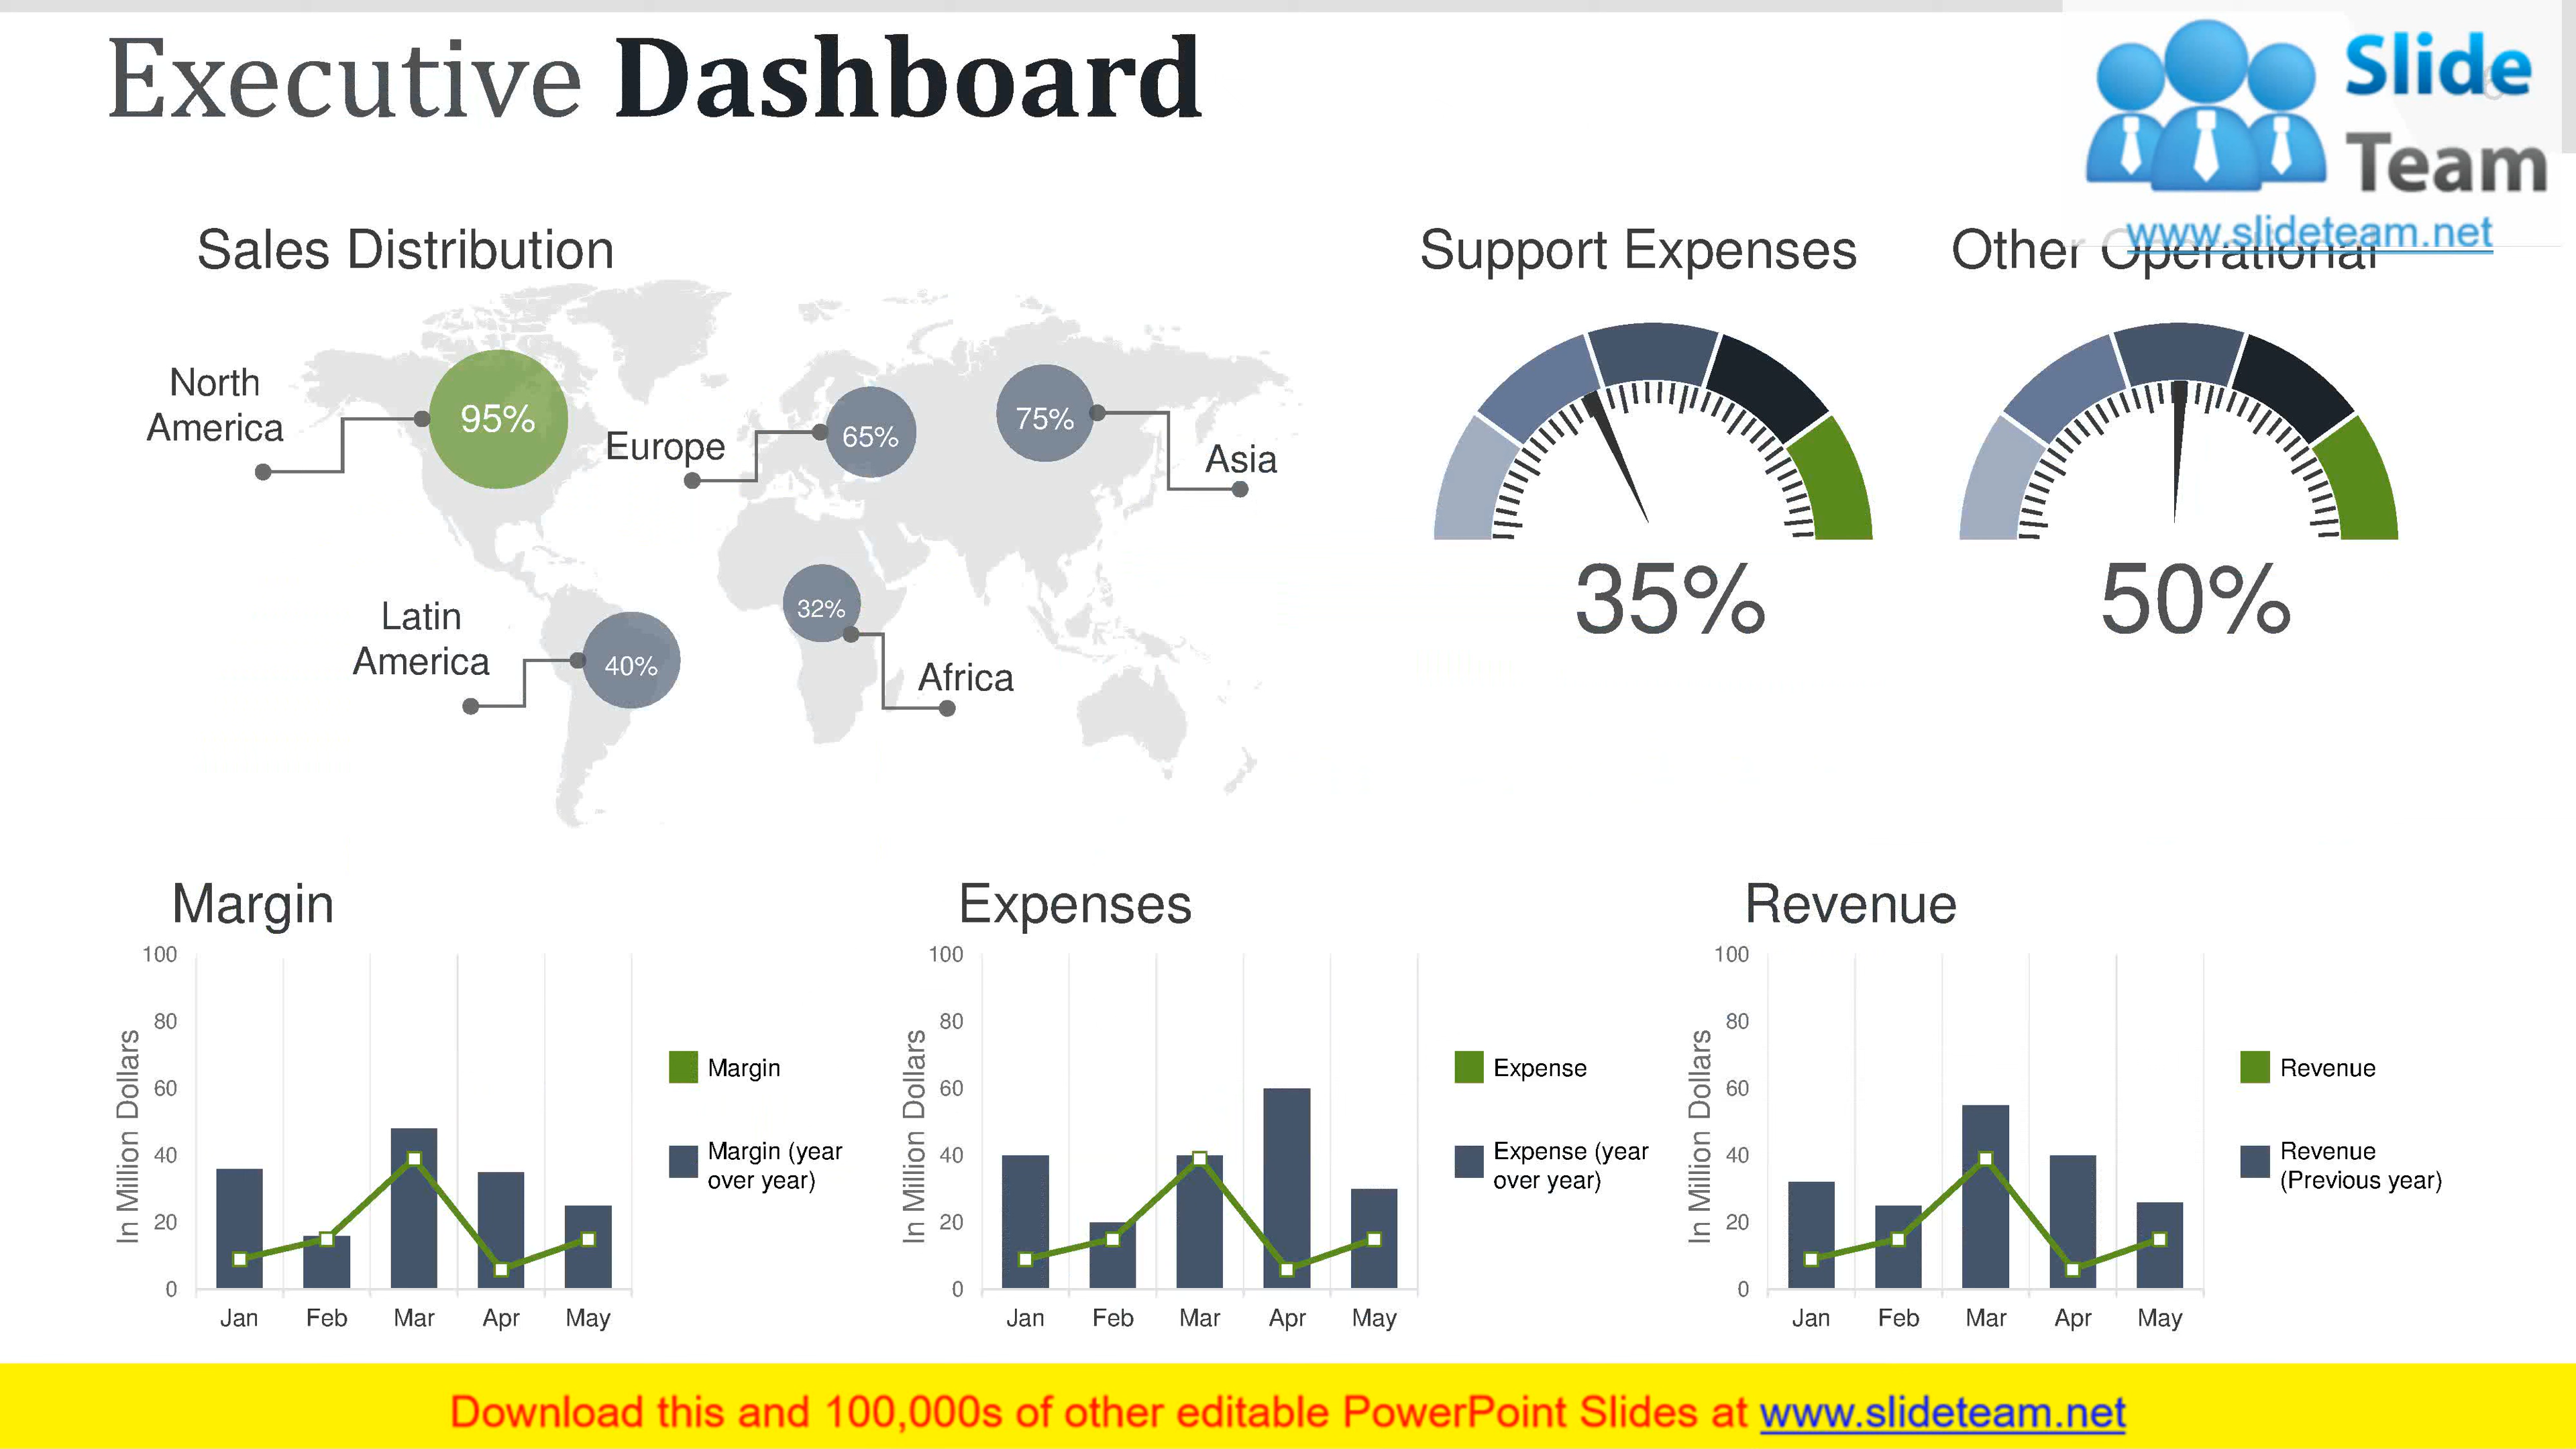 Executive Dashboard
Slide
Team
www.slideteam.net
Sales Distribution
Support Expenses
Other Operational
North
America
95%
Europe
65%
75%
Asia
Latin
America
40%
32%
Africa
35%
50%
Margin
100
80
60
40
20
0
In Million Dollars
Jan Feb Mar Apr May
Margin
Margin (year
over year)
Expenses
100
80
60
40
20
0
In Million Dollars
Jan Feb Mar Apr May
Expense
Expense (year
over year)
Revenue
100
80
60
40
20
0
In Million Dollars
Jan Feb Mar Apr May
Revenue
Revenue
(Previous year)
Download this and 100,000s of other editable PowerPoint Slides at www.slideteam.net